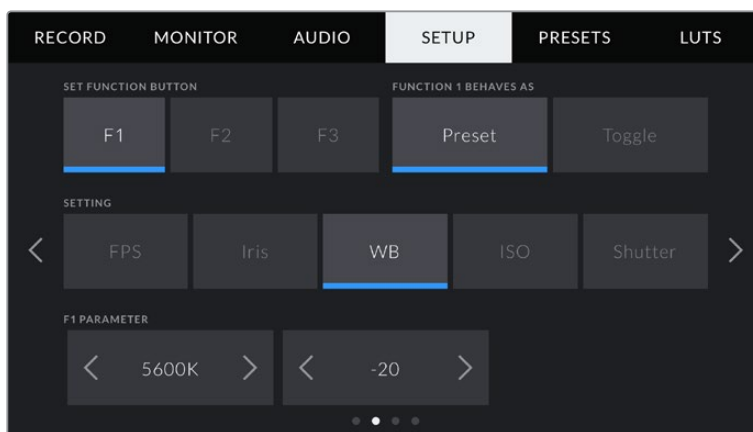 RECORD MONITOR AUDIO SETUP PRESETS LUTS
SET FUNCTION BUTTON FUNCTION 1 BEHAVES AS
F1 F2 F3 Preset Toggle
SETTING
FPS Iris WB ISO Shutter
F1 PARAMETER
5600K -20